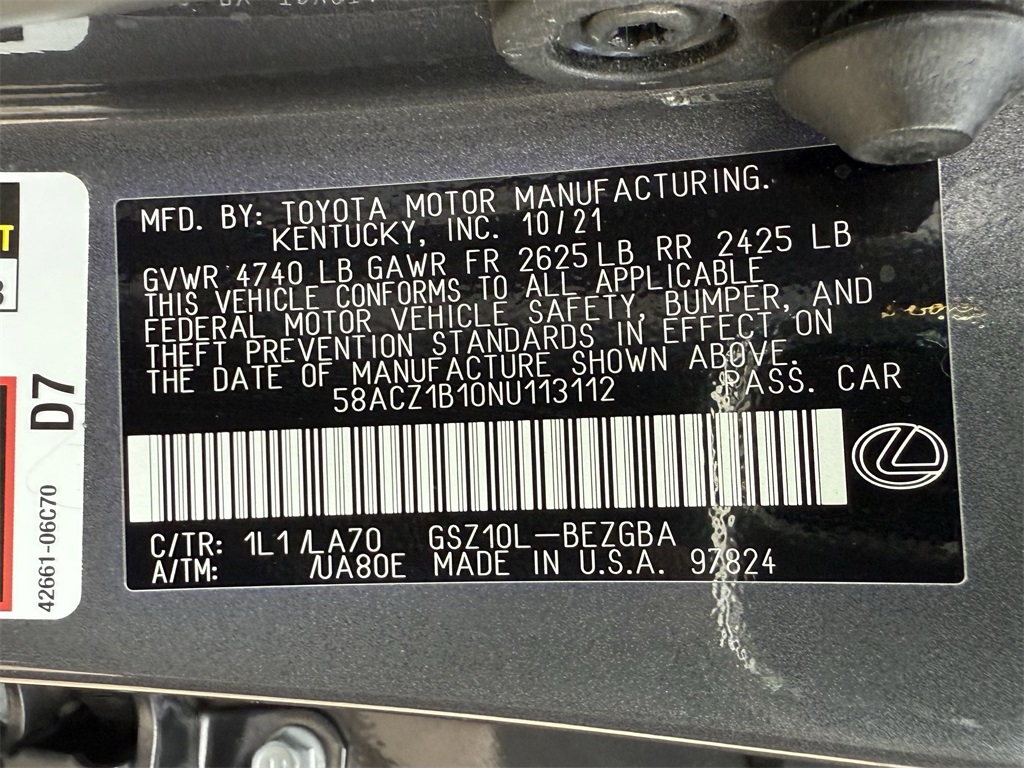 MFD. BY: TOYOTA MOTOR MANUFACTURING.
KENTUCKY, INC. 10/21
GVWR 4740 LB GAWR FR 2625 LB RR 2425 LB
THIS VEHICLE CONFORMS TO ALL APPLICABLE
FEDERAL MOTOR VEHICLE SAFETY, BUMPER, AND
THEFT PREVENTION STANDARDS IN EFFECT ON
THE DATE OF MANUFACTURE SHOWN ABOVE.
58ACZ1B10NU113112 PASS. CAR
C/TR: 1L1/LA70 GSZ10L-BEZGBA
A/TM: /UA80E MADE IN U.S.A. 97824
D7
42661-06C70